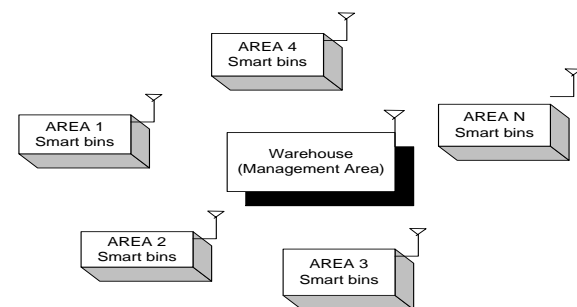 AREA 4
Smart bins
AREA N
Smart bins
AREA 1
Smart bins
Warehouse
(Management Area)
AREA 2
Smart bins
AREA 3
Smart bins